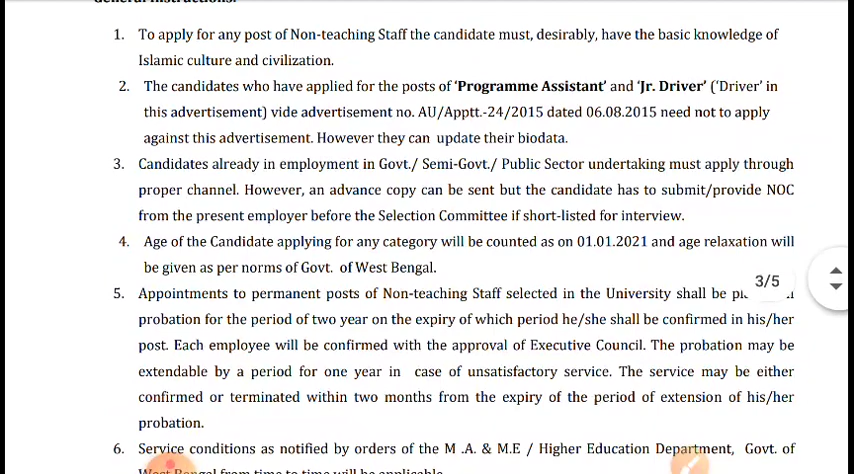 General Instructions:
1. To apply for any post of Non-teaching Staff the candidate must, desirably, have the basic knowledge of
Islamic culture and civilization.
2. The candidates who have applied for the posts of 'Programme Assistant' and 'Jr. Driver' ('Driver' in
this advertisement) vide advertisement no. AU/Apptt.-24/2015 dated 06.08.2015 need not to apply
against this advertisement. However they can update their biodata.
3. Candidates already in employment in Govt./ Semi-Govt./ Public Sector undertaking must apply through
proper channel. However, an advance copy can be sent but the candidate has to submit/provide NOC
from the present employer before the Selection Committee if short-listed for interview.
4. Age of the Candidate applying for any category will be counted as on 01.01.2021 and age relaxation will
be given as per norms of Govt. of West Bengal.
3/5
5. Appointments to permanent posts of Non-teaching Staff selected in the University shall be
probation for the period of two year on the expiry of which period he/she shall be confirmed in his/her
post. Each employee will be confirmed with the approval of Executive Council. The probation may be
extendable by a period for one year in case of unsatisfactory service. The service may be either
confirmed or terminated within two months from the expiry of the period of extension of his/her
probation.
6. Service conditions as notified by orders of the M .A. & M.E / Higher Education Department, Govt. of
West Bengal from time to time will be applicable